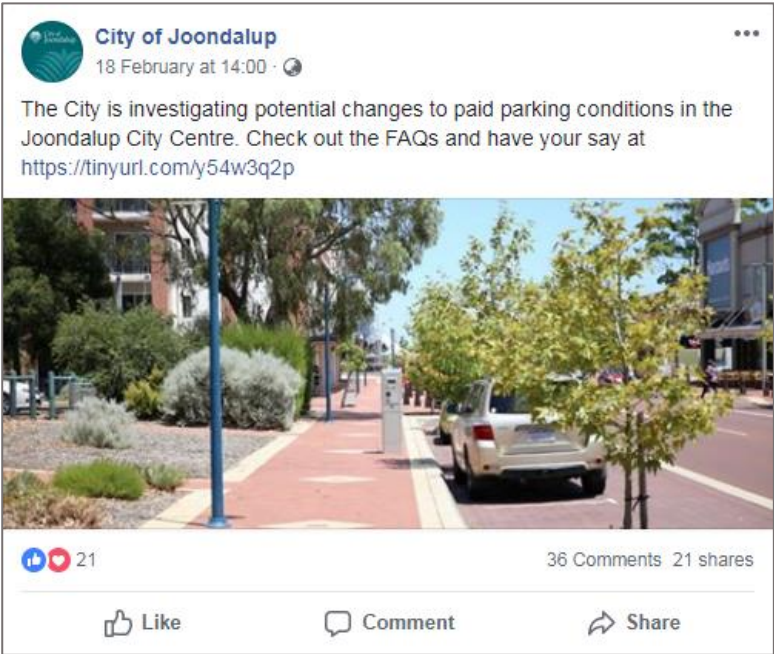 City of Joondalup
18 February at 14:00 ·
The City is investigating potential changes to paid parking conditions in the
Joondalup City Centre. Check out the FAQs and have your say at
https://tinyurl.com/y54w3q2p
21
36 Comments 21 shares
Like
Comment
Share